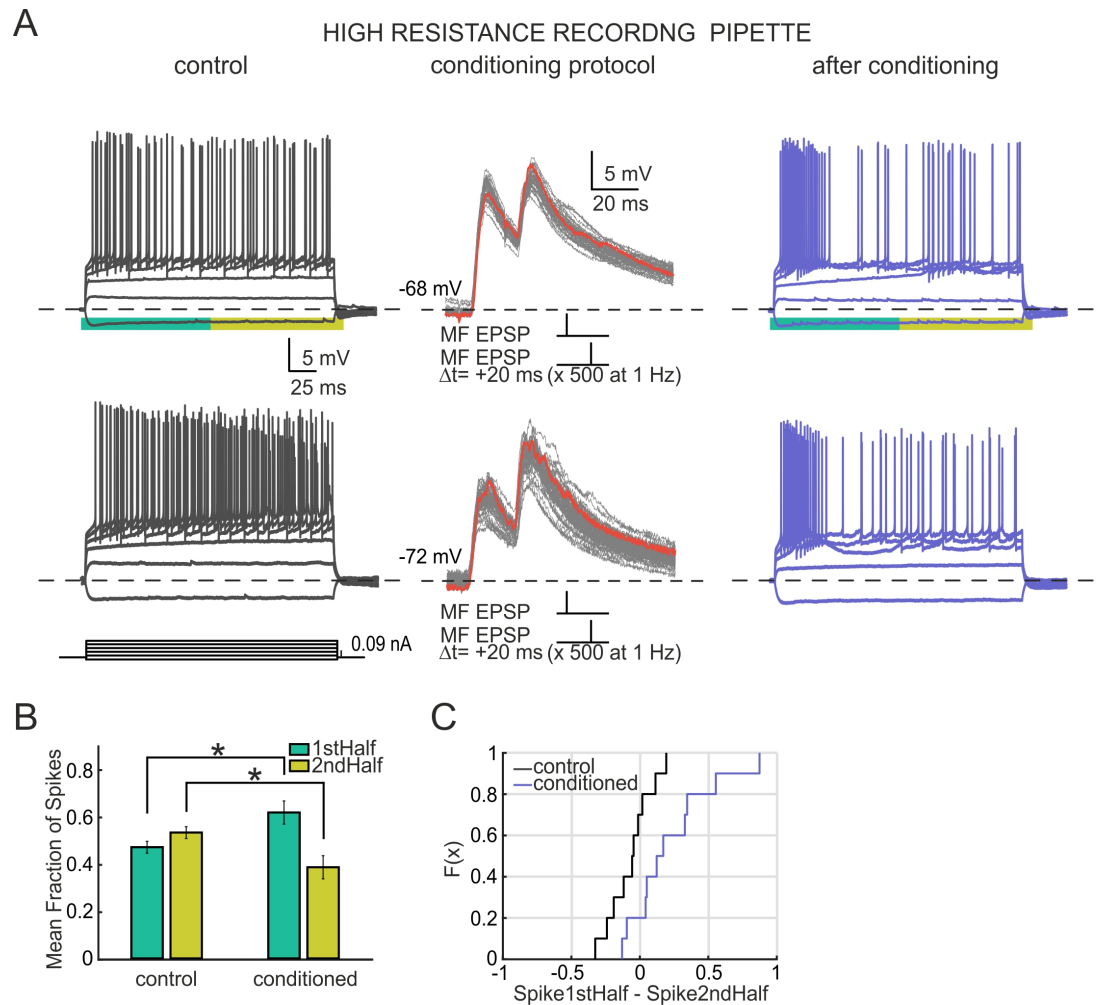 A
HIGH RESISTANCE RECORDNG PIPETTE
control
conditioning protocol
after conditioning
5 mV
20 ms
-68 mV
MF EPSP
MF EPSP
Δt= +20 ms (x 500 at 1 Hz)
5 mV
25 ms
-72 mV
MF EPSP
MF EPSP
Δt= +20 ms (x 500 at 1 Hz)
0.09 nA
B
Mean Fraction of Spikes
0.8
0.6
0.4
0.2
0
*
*
1stHalf
2ndHalf
control
conditioned
C
F(x)
1
0.8
0.6
0.4
0.2
0
control
conditioned
-1
-0.5
0
0.5
1
Spike1stHalf - Spike2ndHalf